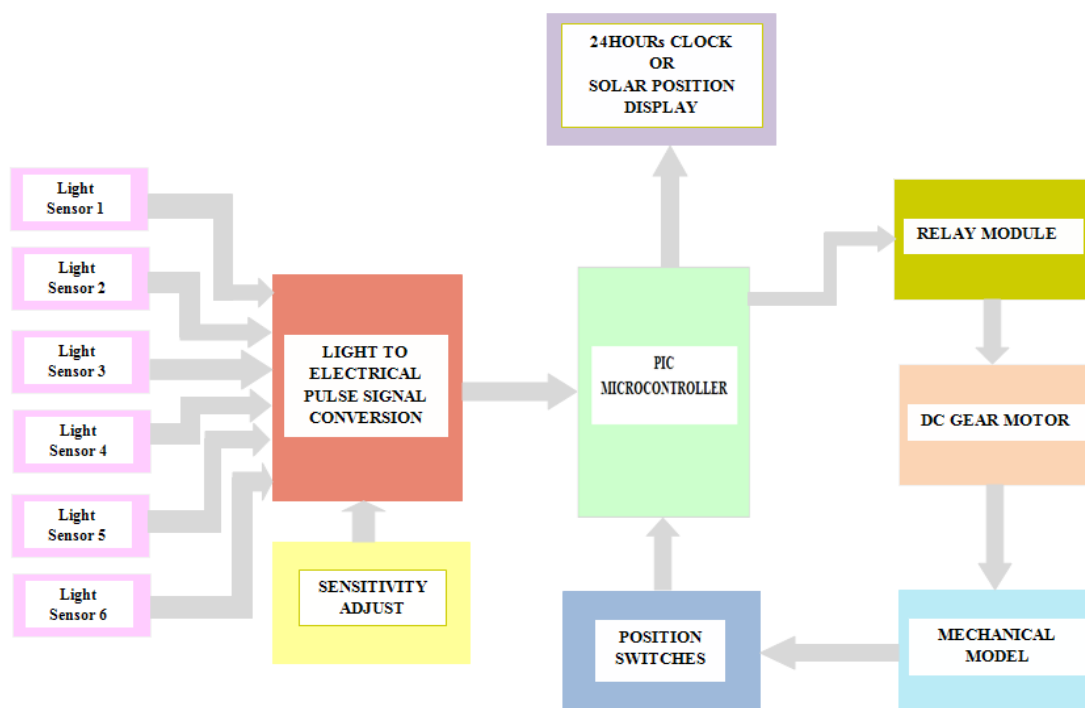 24HOURs CLOCK
OR
SOLAR POSITION
DISPLAY
Light
Sensor 1
Light
Sensor 2
Light
Sensor 3
Light
Sensor 4
Light
Sensor 5
Light
Sensor 6
LIGHT TO
ELECTRICAL
PULSE SIGNAL
CONVERSION
SENSITIVITY
ADJUST
PIC
MICROCONTROLLER
RELAY MODULE
DC GEAR MOTOR
POSITION
SWITCHES
MECHANICAL
MODEL